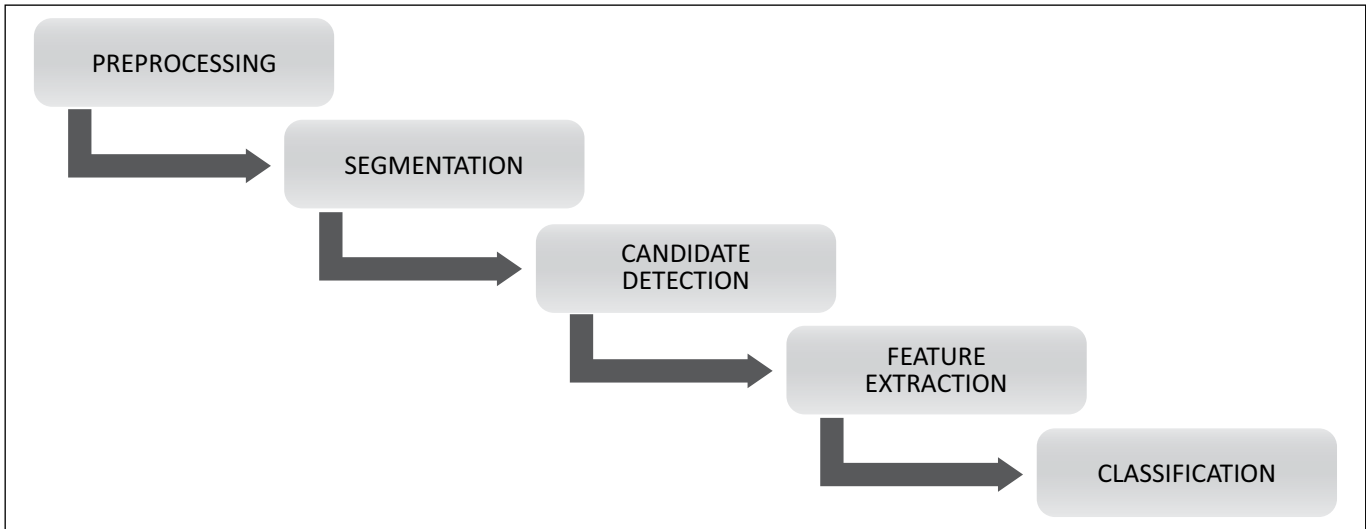 PREPROCESSING
SEGMENTATION
CANDIDATE
DETECTION
FEATURE
EXTRACTION
CLASSIFICATION